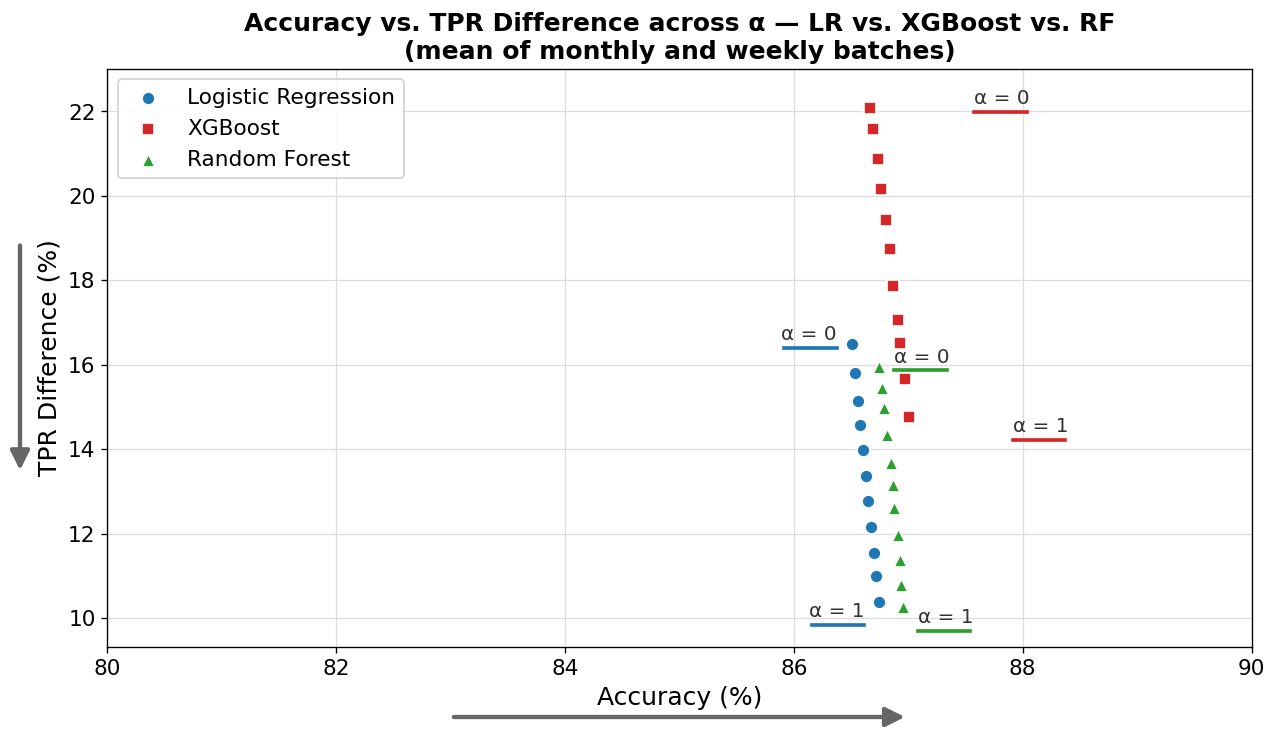 Accuracy vs. TPR Difference across α — LR vs. XGBoost vs. RF
(mean of monthly and weekly batches)
Logistic Regression
XGBoost
Random Forest
α = 0
α = 0
α = 0
α = 1
α = 1
α = 1
22
20
18
16
14
12
10
TPR Difference (%)
80
82
84
86
88
90
Accuracy (%)